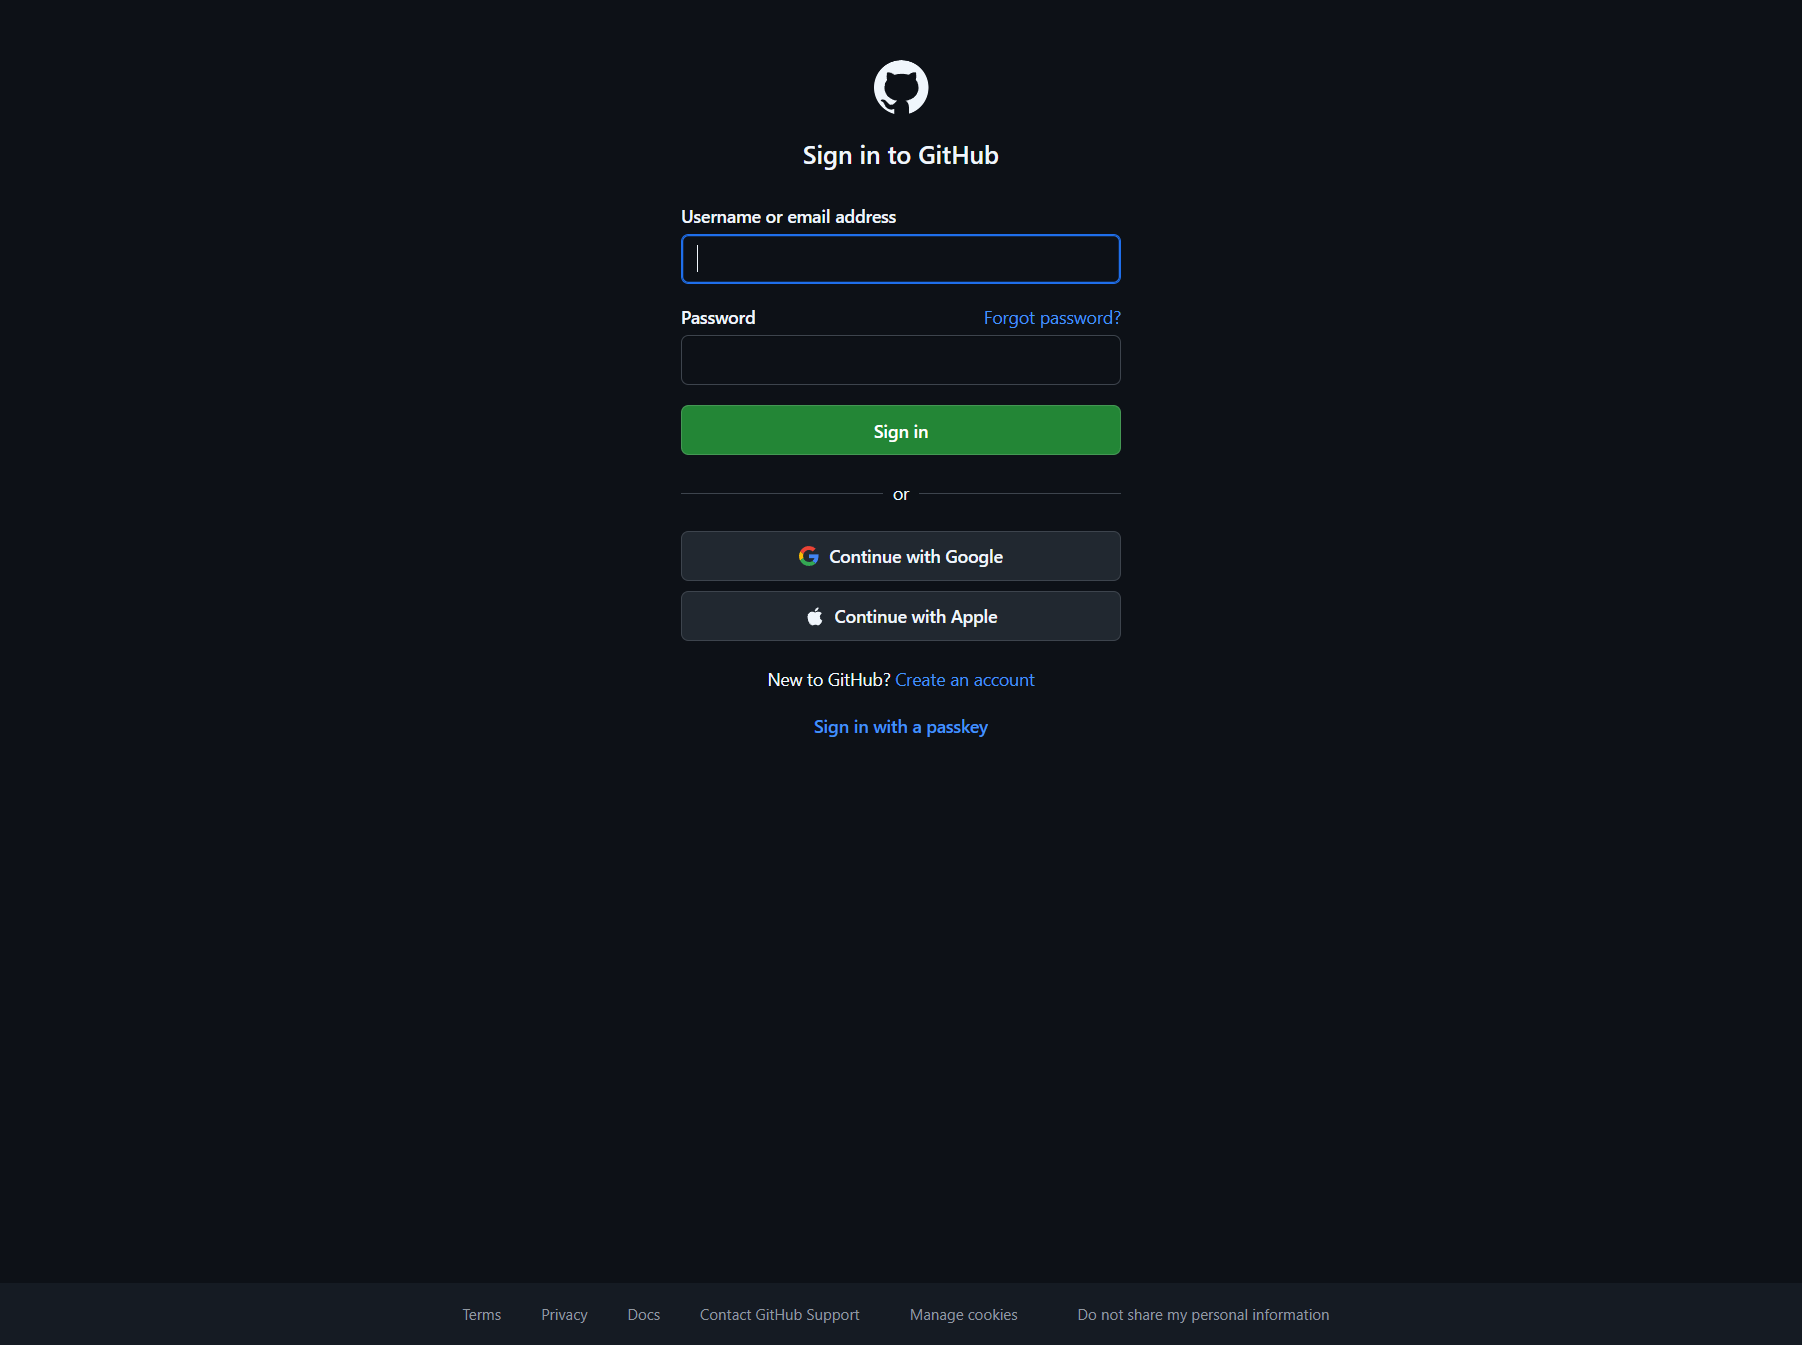 Sign in to GitHub
Username or email address
Password Forgot password?
Sign in
or
Continue with Google
Continue with Apple
New to GitHub? Create an account
Sign in with a passkey
Terms Privacy Docs Contact GitHub Support Manage cookies Do not share my personal information